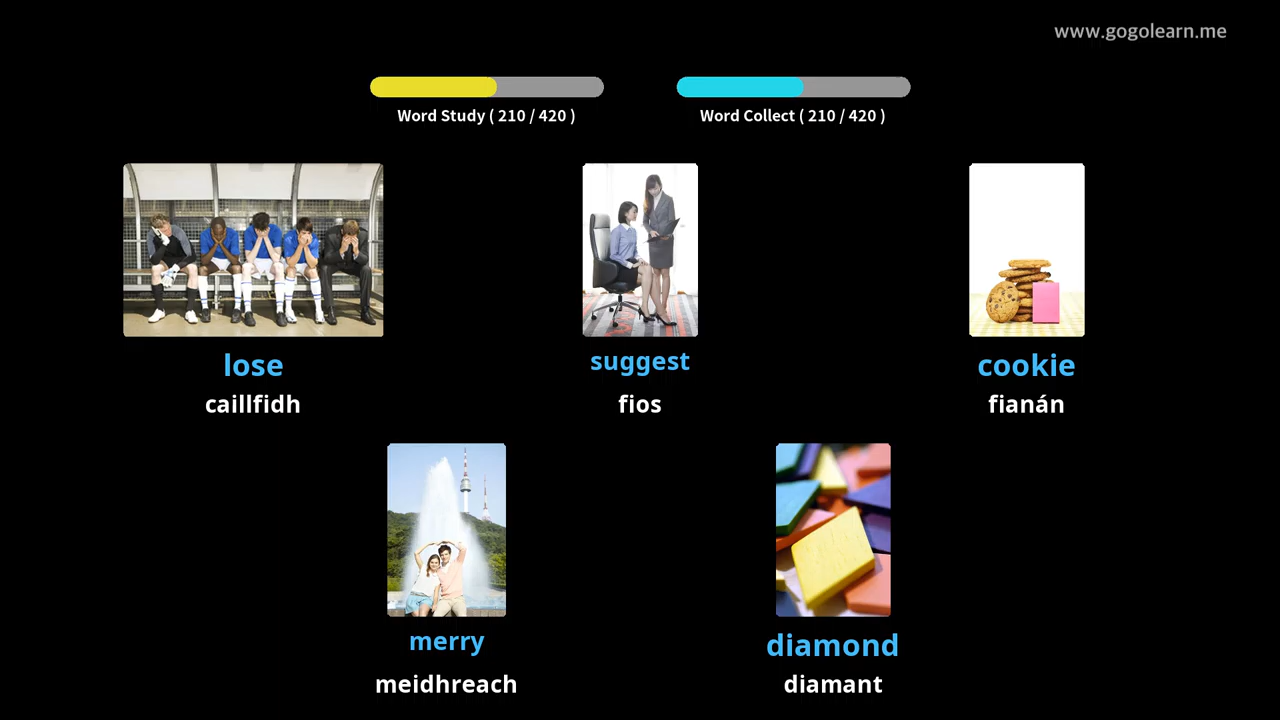 www.gogolearn.me
Word Study ( 210 / 420 )
Word Collect ( 210 / 420 )
lose
caillfidh
suggest
fios
cookie
fianán
merry
meidhreach
diamond
diamant